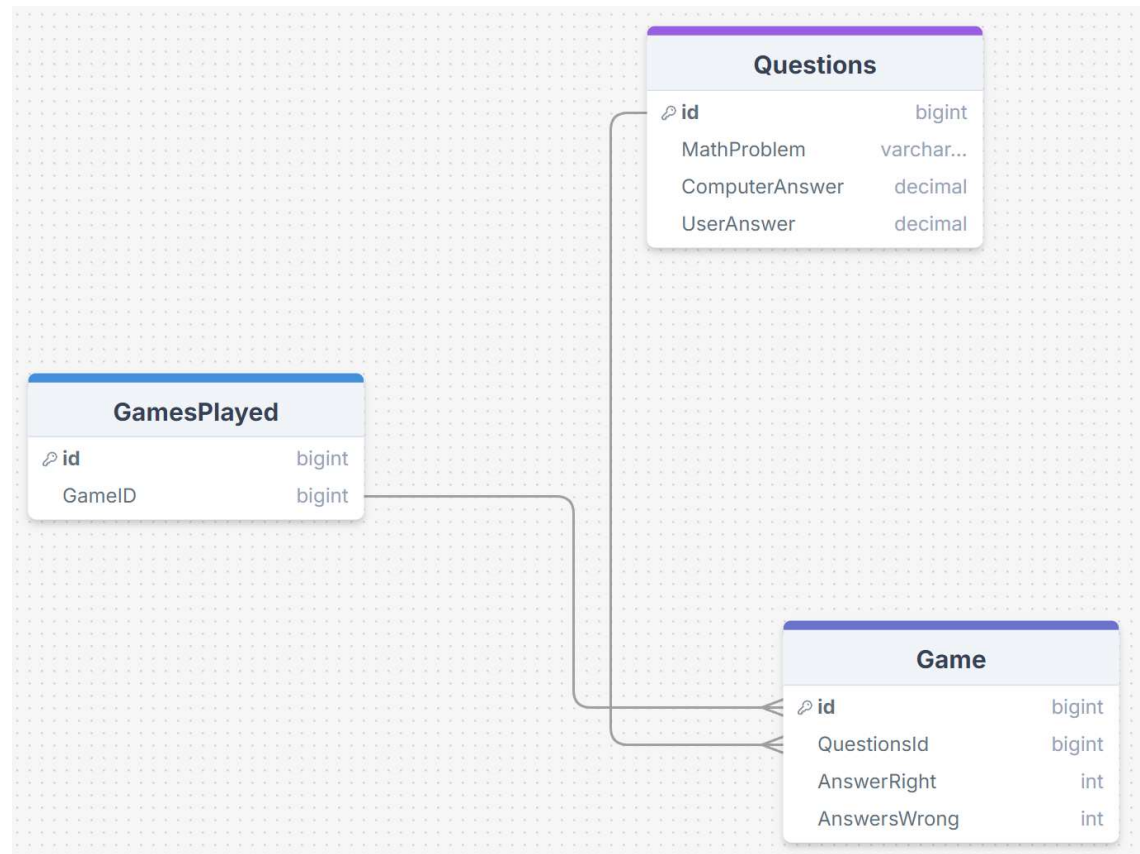 Questions
id bigint
MathProblem varchar...
ComputerAnswer decimal
UserAnswer decimal
GamesPlayed
id bigint
GameID bigint
Game
id bigint
QuestionsId bigint
AnswerRight int
AnswersWrong int